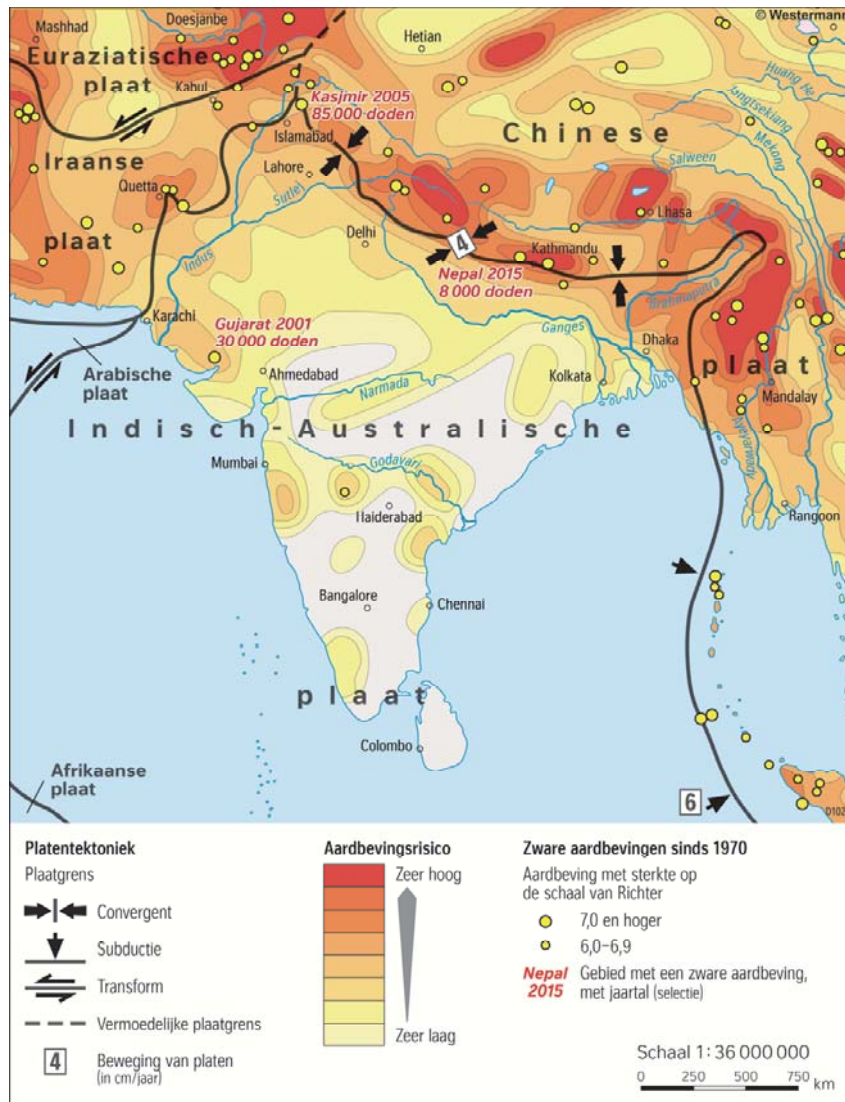 © Westermann
Mashhad
Doesjanbe
Hetian
Euraziatische
plaat
Kabul
Huang He
Jangtsekiang
Mekong
Kasjmir 2005
85 000 doden
Islamabad
Chinese
Iraanse
Lahore
Salween
Quetta
Sutlej
Lhasa
plaat
Delhi
4
Kathmandu
Indus
Nepal 2015
8 000 doden
Brahmaputra
Karachi
Gujarat 2001
30 000 doden
Ganges
Dhaka
Arabische
plaat
Ahmedabad
Kolkata
plaat
Narmada
Mandalay
Indisch-Australische
Ayeyarwady
Mumbai
Godavari
Haiderabad
Rangoon
Bangalore
Chennai
plaat
Colombo
Afrikaanse
plaat
6
Platentektoniek
Plaatgrens
Convergent
Subductie
Transform
Vermoedelijke plaatgrens
4 Beweging van platen
(in cm/jaar)
Aardbevingsrisico
Zeer hoog
Zeer laag
Zware aardbevingen sinds 1970
Aardbeving met sterkte op
de schaal van Richter
7,0 en hoger
6,0–6,9
Nepal 2015 Gebied met een zware aardbeving,
met jaartal (selectie)
Schaal 1: 36 000 000
0 250 500 750
km